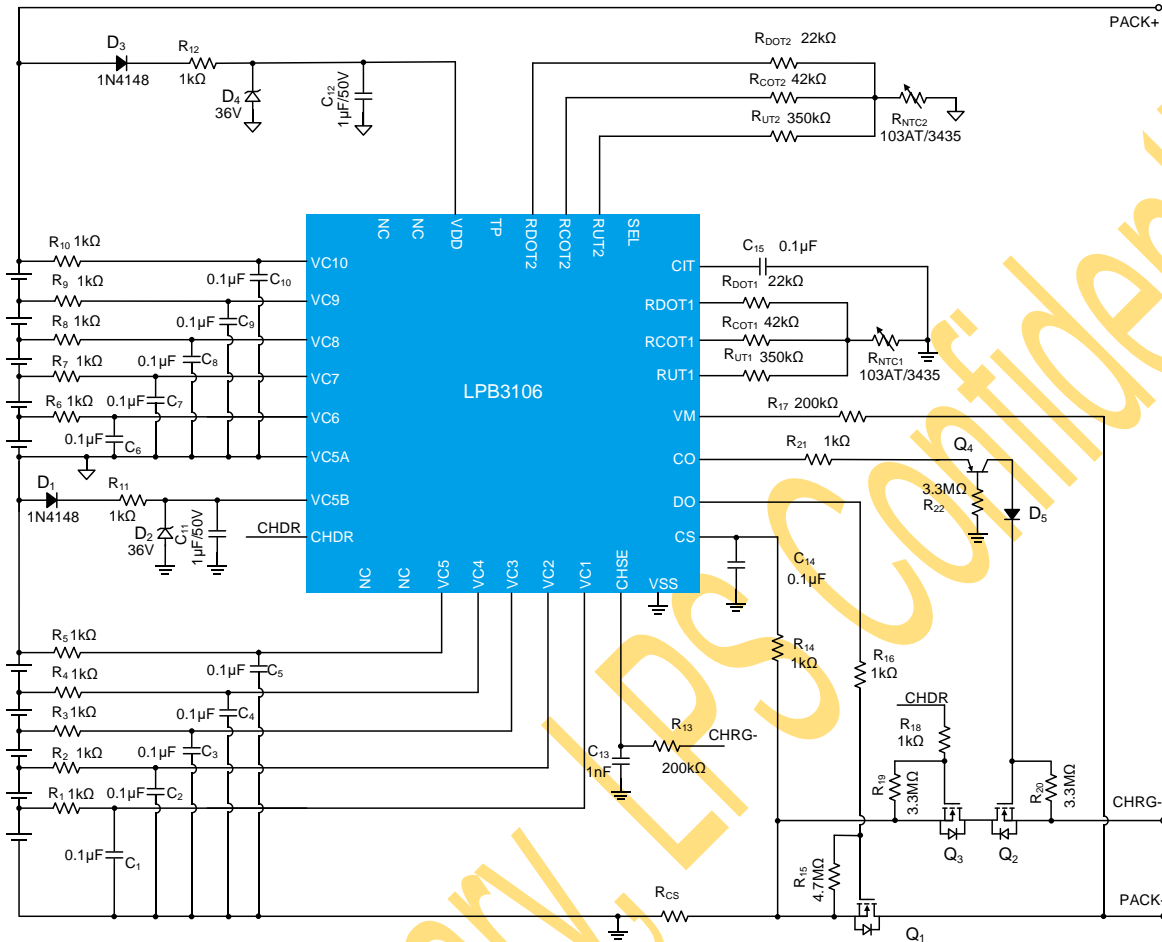 PACK+
D3
1N4148
R12
1kΩ
D4
36V
C12
1µF/50V
RDOT2 22kΩ
RCOT2 42kΩ
RUT2 350kΩ
RNTC2
103AT/3435
NC
NC
VDD
TP
RDOT2
RCOT2
RUT2
SEL
R10 1kΩ
0.1µF C10
VC10
R9 1kΩ
0.1µF C9
VC9
R8 1kΩ
0.1µF C8
VC8
R7 1kΩ
0.1µF C7
VC7
R6 1kΩ
0.1µF C6
VC6
VC5A
D1
1N4148
R11
1kΩ
D2
36V
C11
1µF/50V
VC5B
CHDR
CHDR
LPB3106
CIT
C15 0.1µF
RDOT1 22kΩ
RDOT1
RCOT1 42kΩ
RCOT1
RUT1 350kΩ
RUT1
RNTC1
103AT/3435
VM
R17 200kΩ
CO
R21 1kΩ
Q4
3.3MΩ
R22
D5
DO
CS
C14
0.1µF
NC
NC
VC5
VC4
VC3
VC2
VC1
CHSE
VSS
R5 1kΩ
0.1µF C5
R4 1kΩ
0.1µF C4
R3 1kΩ
0.1µF C3
R2 1kΩ
0.1µF C2
R1 1kΩ
0.1µF C1
R14
1kΩ
R16
1kΩ
R13
200kΩ
CHRG-
C13
1nF
CHDR
R18
1kΩ
R19
3.3MΩ
R20
3.3MΩ
CHRG-
Q3
Q2
R15
4.7MΩ
RCS
PACK-
Q1
ery, LPS Confiden